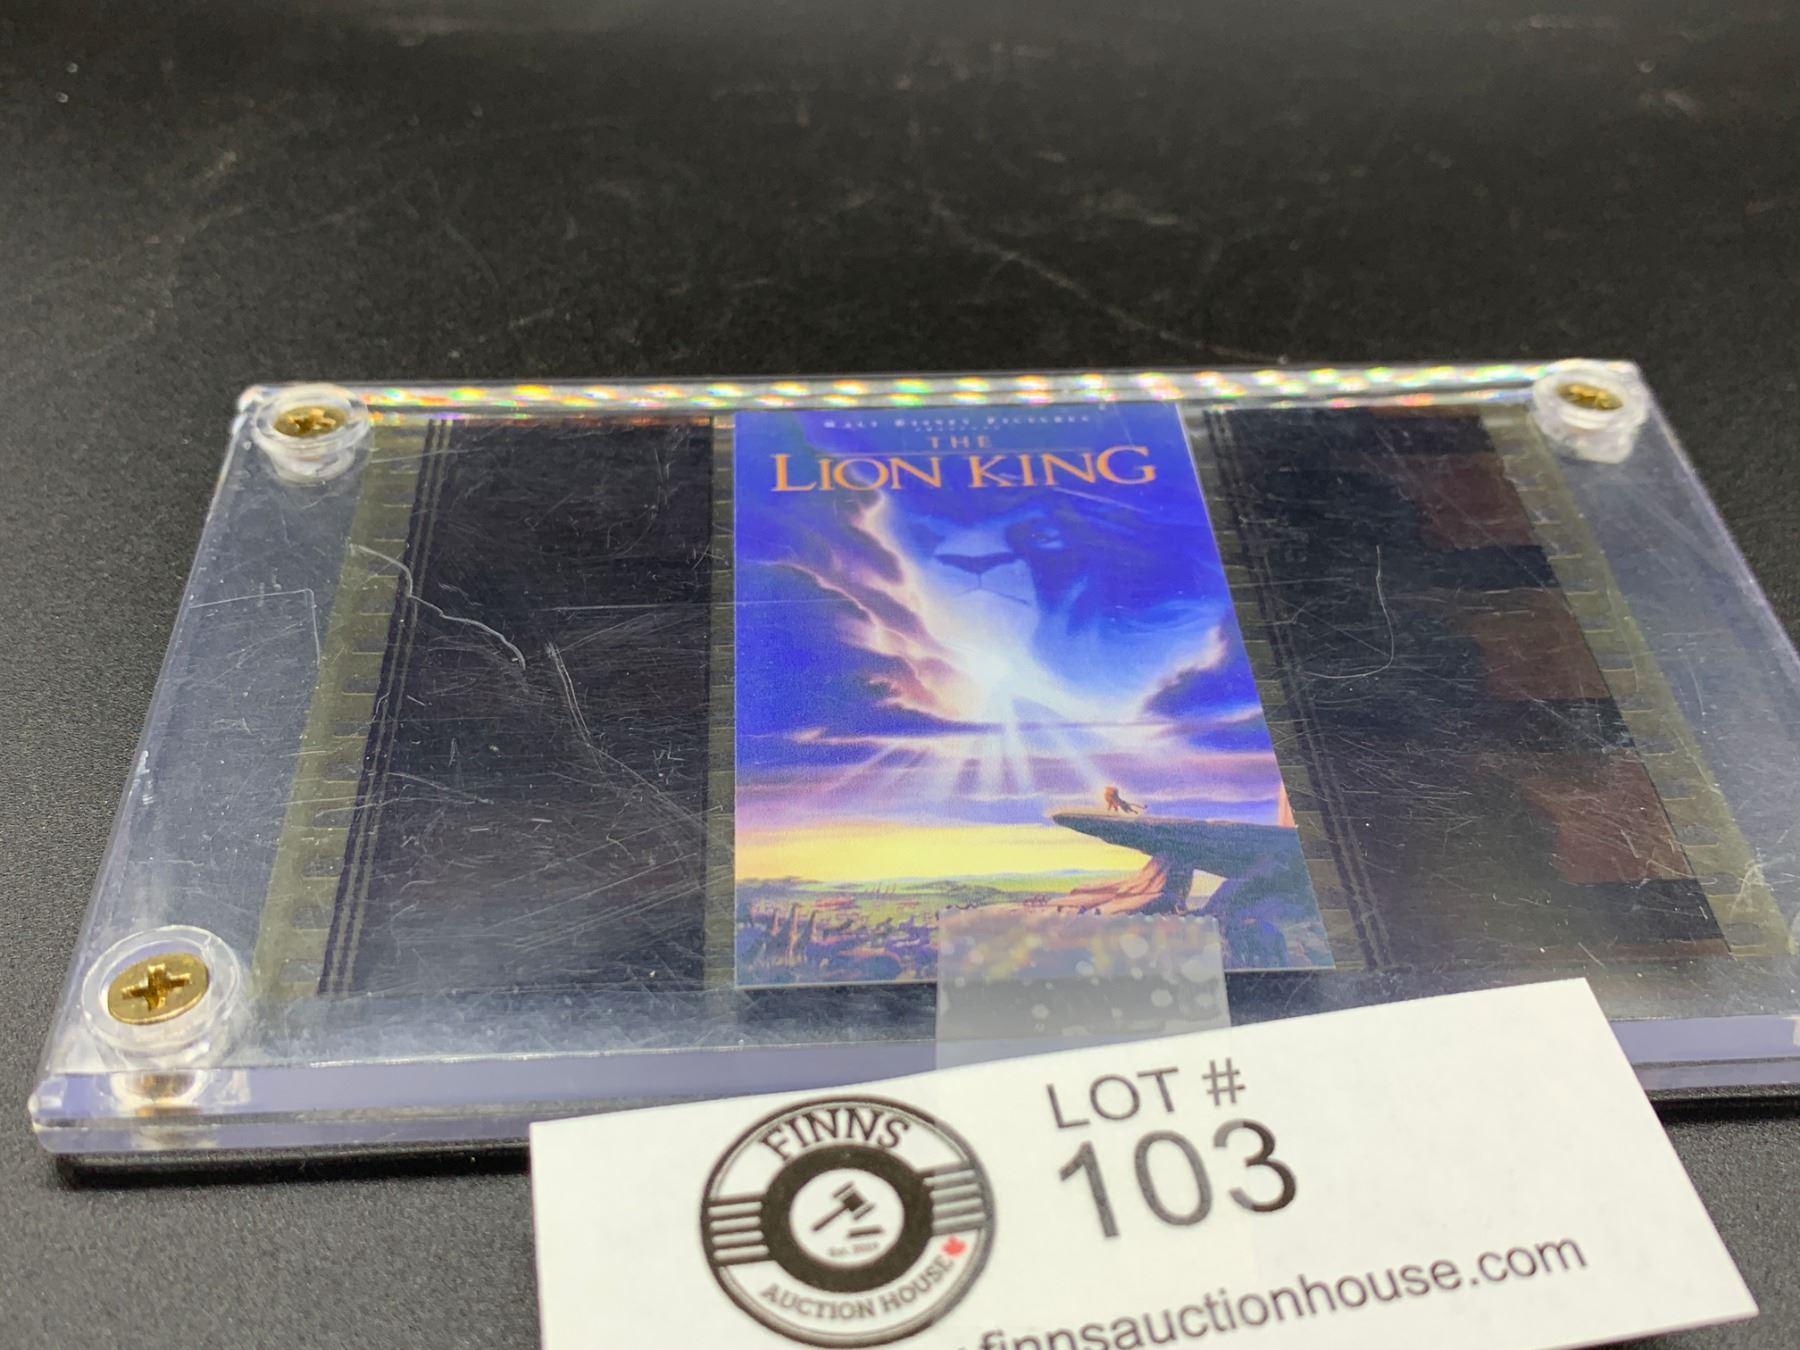 WALT DISNEY PICTURES
THE
LION KING
LOT #
103
FINNS
AUCTION HOUSE
finnsauctionhouse.com